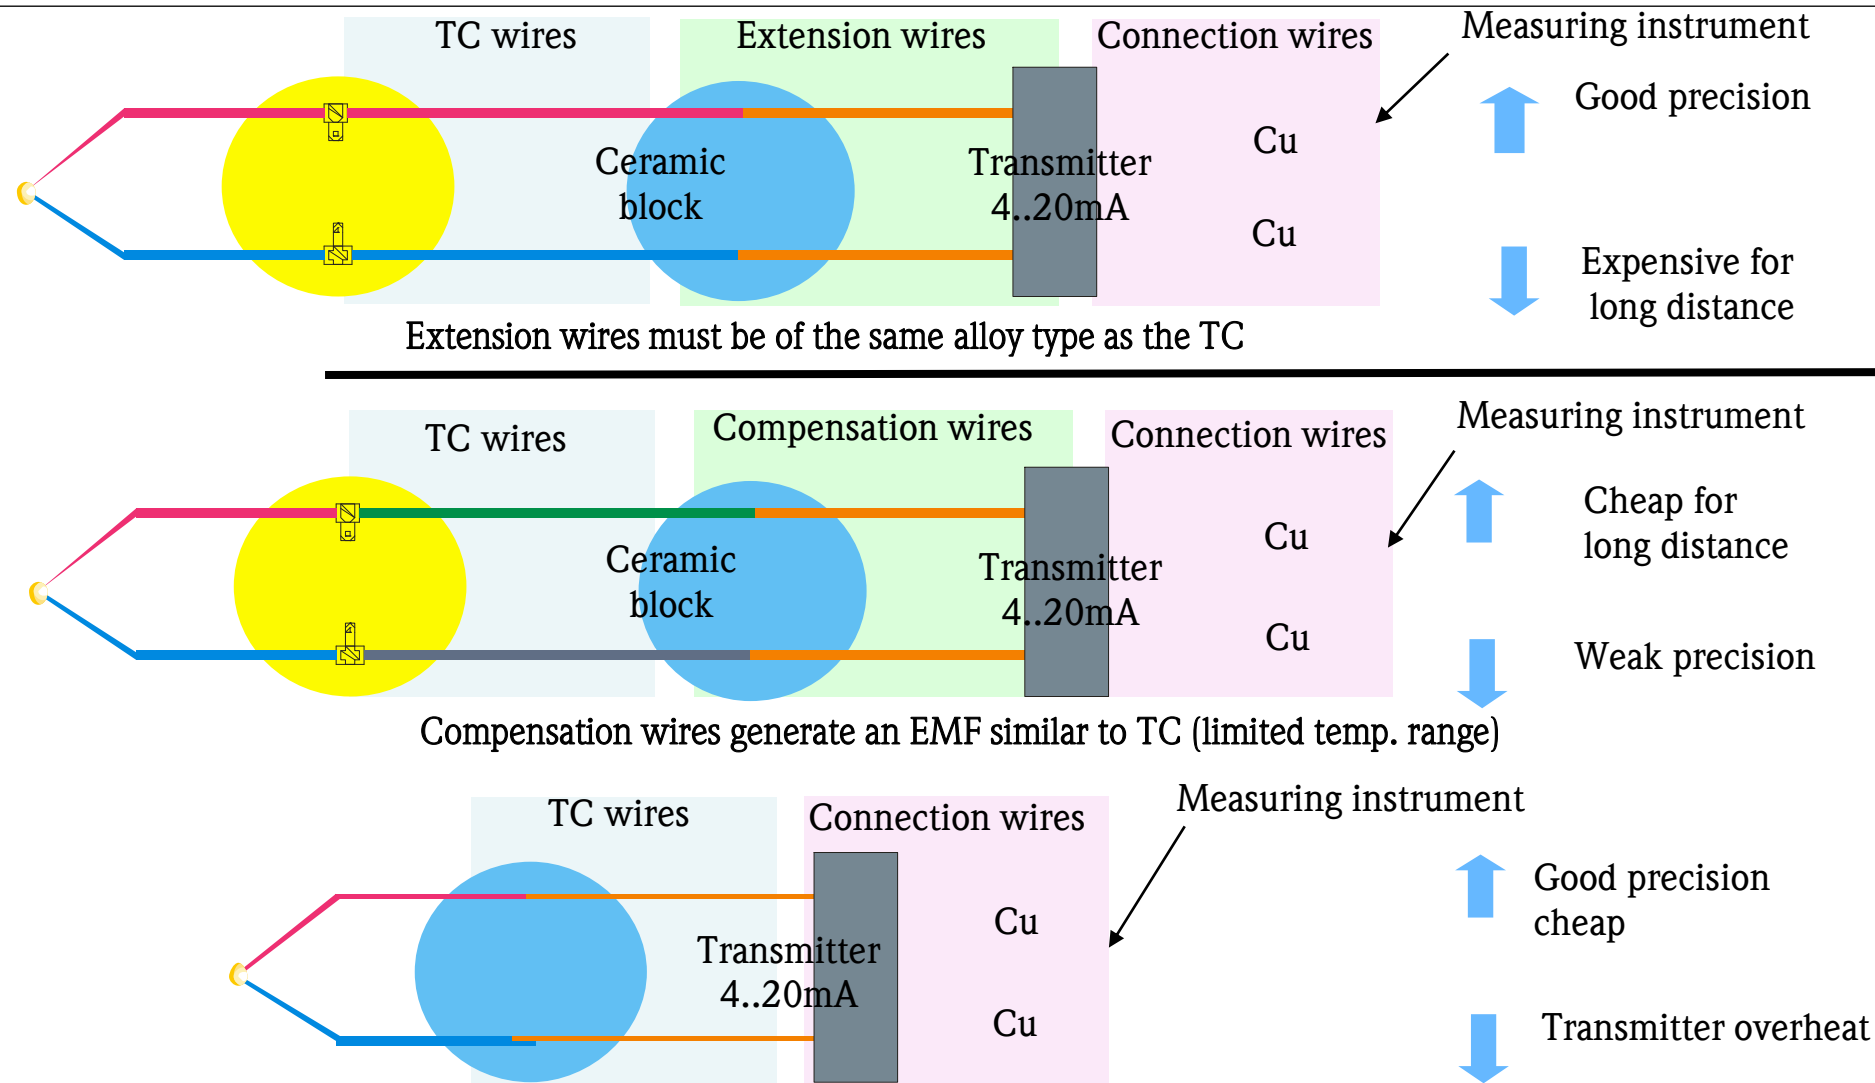 TC wires
Extension wires
Connection wires
Measuring instrument
Good precision
Ceramic
block
Transmitter
4..20mA
Cu
Cu
Expensive for
long distance
Extension wires must be of the same alloy type as the TC
TC wires
Compensation wires
Connection wires
Measuring instrument
Cheap for
long distance
Ceramic
block
Transmitter
4..20mA
Cu
Cu
Weak precision
Compensation wires generate an EMF similar to TC (limited temp. range)
TC wires
Connection wires
Measuring instrument
Good precision
cheap
Transmitter
4..20mA
Cu
Cu
Transmitter overheat